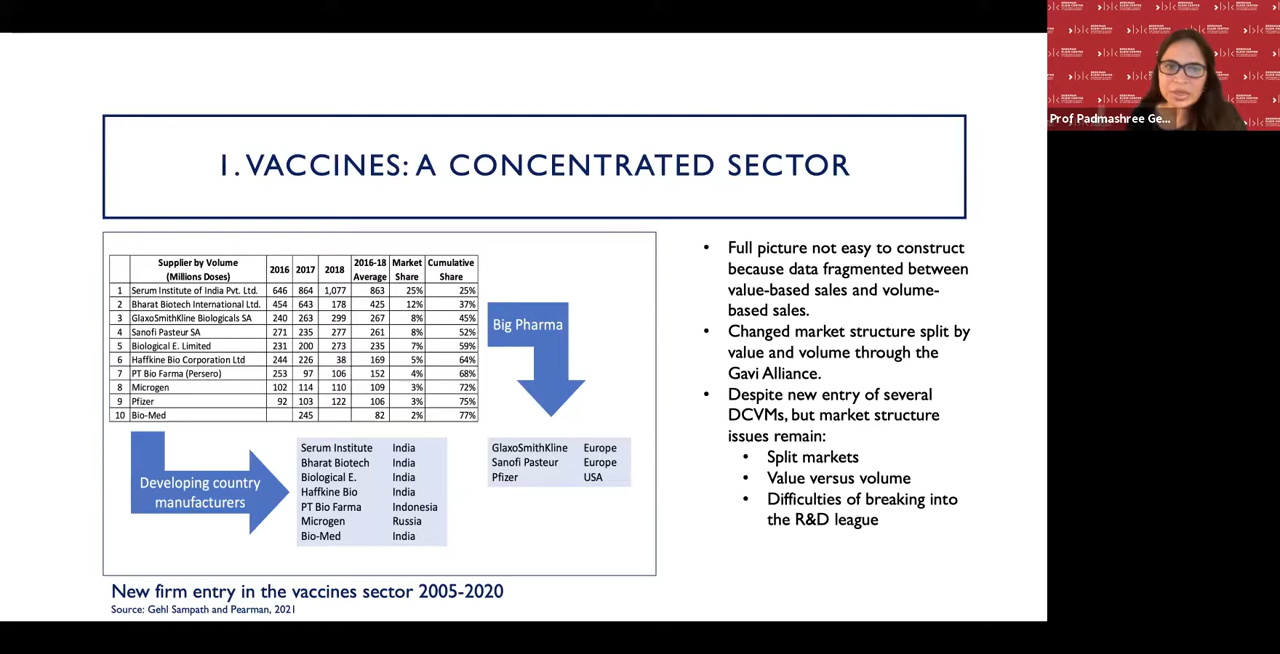 1. VACCINES: A CONCENTRATED SECTOR
Supplier by Volume (Millions Doses) 2016 2017 2018 2016-18 Average Market Share Cumulative Share
1 Serum Institute of India Pvt. Ltd. 646 864 1,077 863 25% 25%
2 Bharat Biotech International Ltd. 454 643 178 425 12% 37%
3 GlaxoSmithKline Biologicals SA 240 263 299 267 8% 45%
4 Sanofi Pasteur SA 271 235 277 261 8% 52%
5 Biological E. Limited 231 200 273 235 7% 59%
6 Haffkine Bio Corporation Ltd 244 226 38 169 5% 64%
7 PT Bio Farma (Persero) 253 97 106 152 4% 68%
8 Microgen 102 114 110 109 3% 72%
9 Pfizer 92 103 122 106 3% 75%
10 Bio-Med 245 82 2% 77%
Big Pharma
GlaxoSmithKline Europe
Sanofi Pasteur Europe
Pfizer USA
Developing country
manufacturers
Serum Institute India
Bharat Biotech India
Biological E. India
Haffkine Bio India
PT Bio Farma Indonesia
Microgen Russia
Bio-Med India
New firm entry in the vaccines sector 2005-2020
Source: Gehl Sampath and Pearman, 2021
• Full picture not easy to construct
because data fragmented between
value-based sales and volume-
based sales.
• Changed market structure split by
value and volume through the
Gavi Alliance.
• Despite new entry of several
DCVMs, but market structure
issues remain:
• Split markets
• Value versus volume
• Difficulties of breaking into
the R&D league
Prof Padmashree Ge...